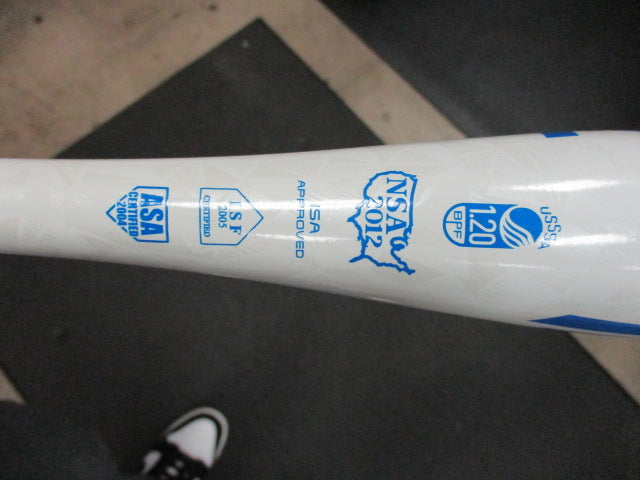 ASA
CERTIFIED
2004
ISF
2005
CERTIFIED
ISA
APPROVED
NSA
2012
1.20
BPF
USSSA